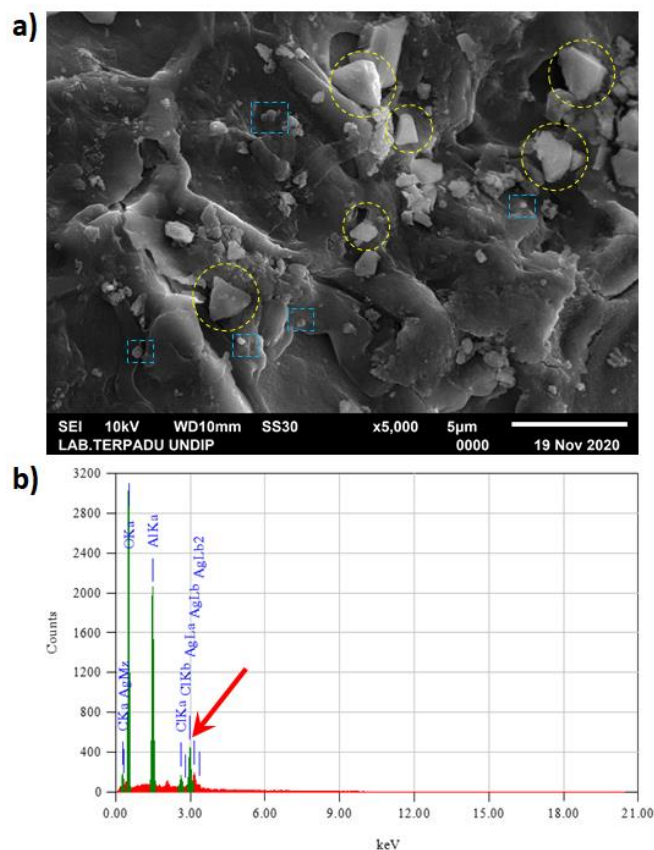 a)
SEI 10kV WD10mm SS30 x5,000 5µm
LAB.TERPADU UNDIP 0000 19 Nov 2020
b)
3200
2800
2400
2000
1600
1200
800
400
0
Counts
CKa
AgMz
OKa
AlKa
ClKa
ClKb
AgLa
AgLb
AgLb2
0.00 3.00 6.00 9.00 12.00 15.00 18.00 21.00
keV